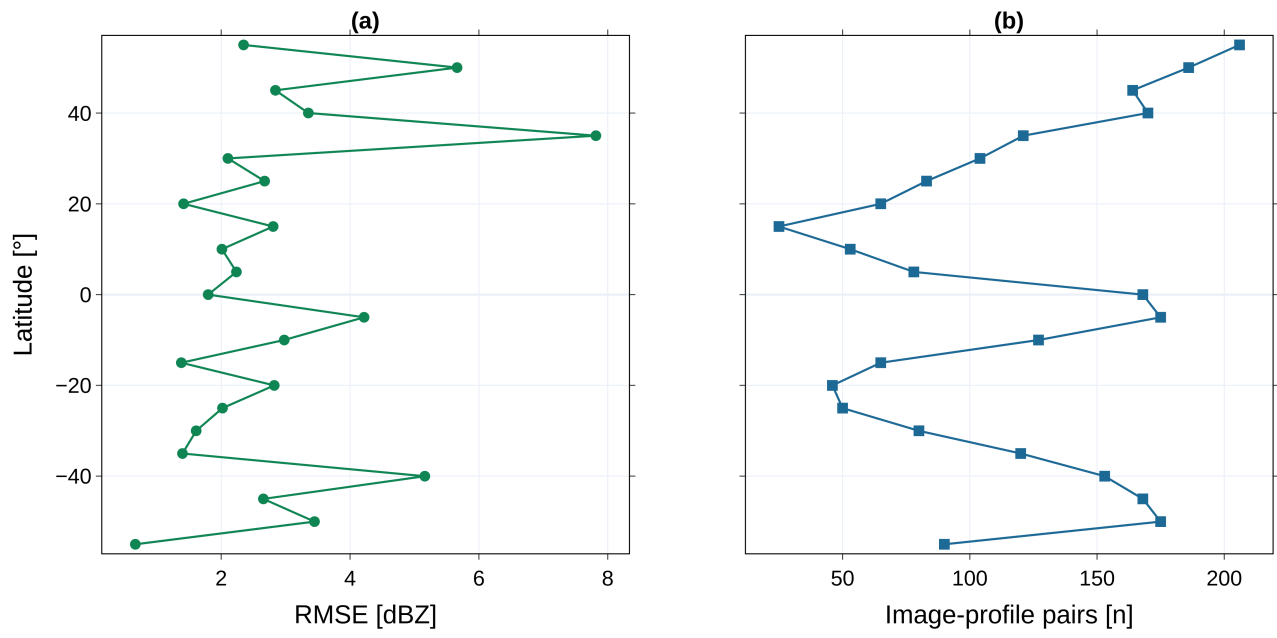 (a)
(b)
Latitude [°]
40
20
0
−20
−40
2 4 6 8
50 100 150 200
RMSE [dBZ]
Image-profile pairs [n]